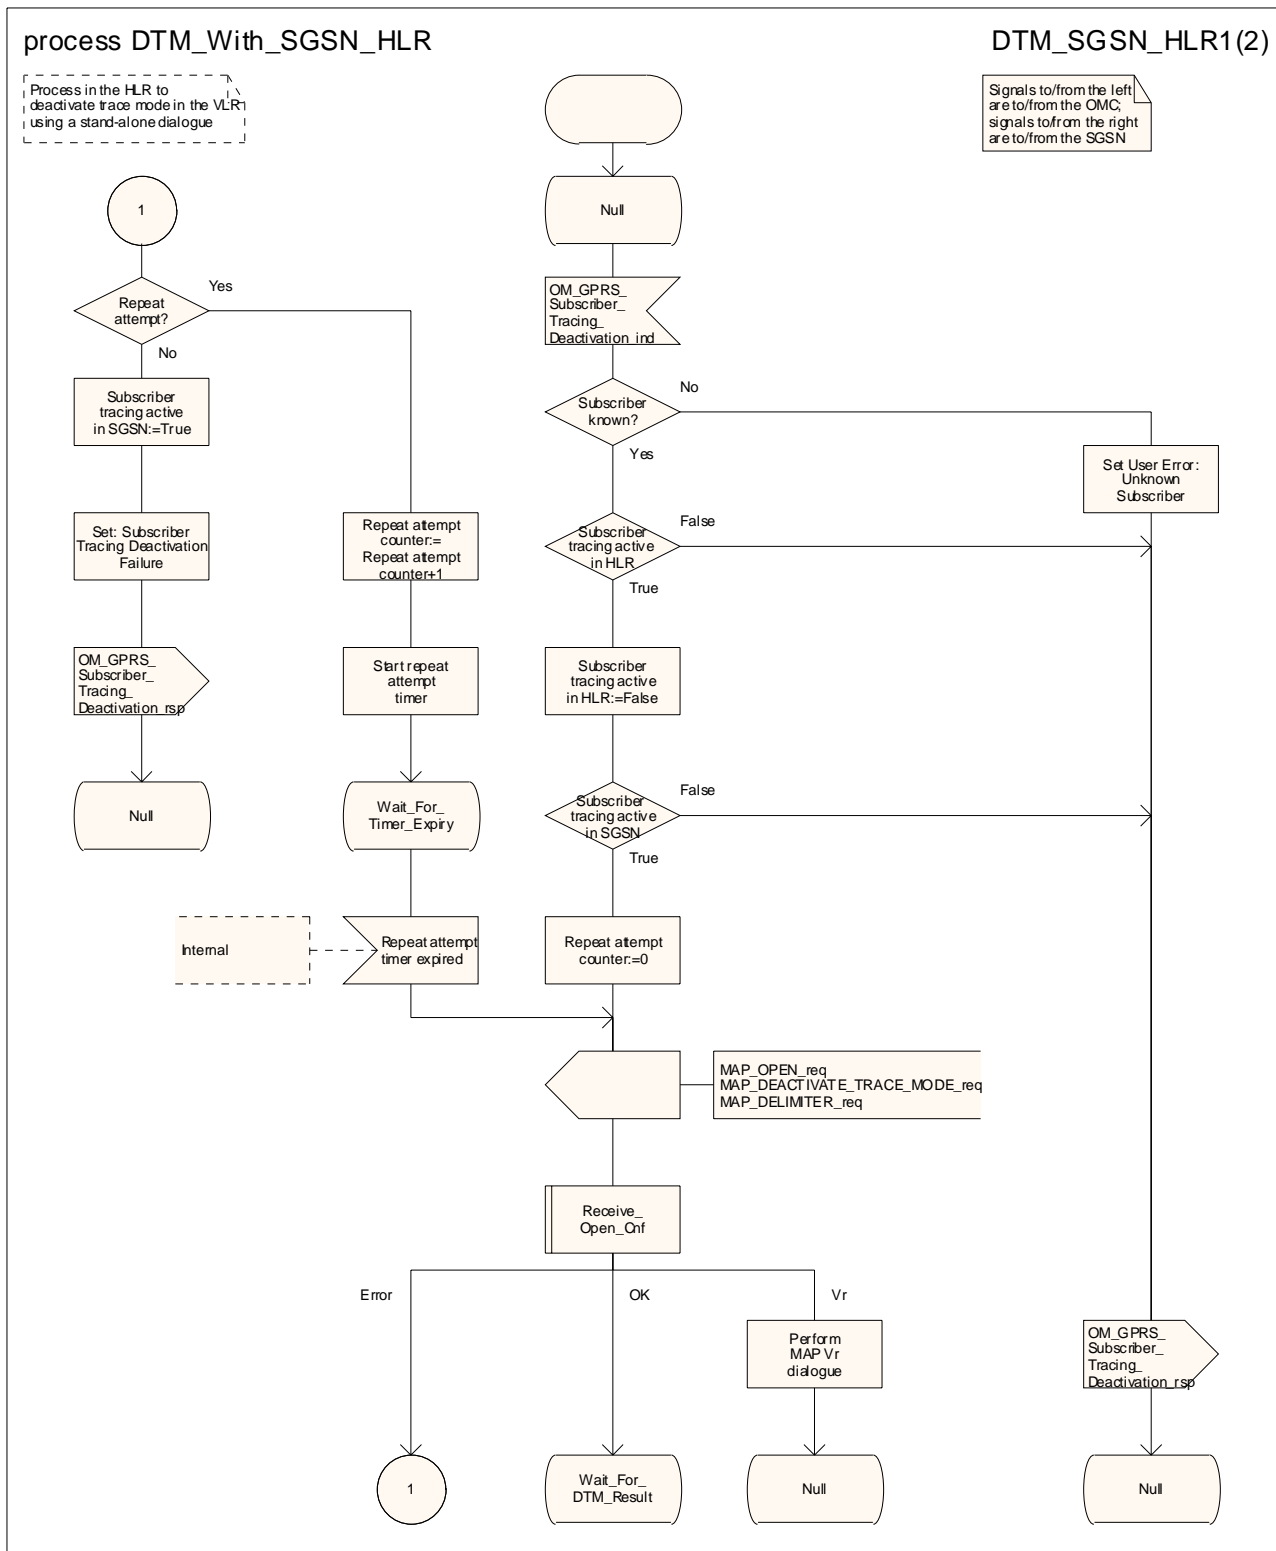 process DTM_With_SGSN_HLR
DTM_SGSN_HLR1(2)
Process in the HLR to
deactivate trace mode in the VLR
using a stand-alone dialogue
Signals to/from the left
are to/from the OMC;
signals to/from the right
are to/from the SGSN
1
Null
Repeat
attempt?
Yes
No
OM_GPRS_
Subscriber_
Tracing_
Deactivation_ind
Subscriber
tracing active
in SGSN:=True
Subscriber
known?
No
Yes
Set User Error:
Unknown
Subscriber
Set: Subscriber
Tracing Deactivation
Failure
Repeat attempt
counter:=
Repeat attempt
counter+1
Subscriber
tracing active
in HLR
False
True
OM_GPRS_
Subscriber_
Tracing_
Deactivation_rsp
Start repeat
attempt
timer
Subscriber
tracing active
in HLR:=False
Null
Wait_For_
Timer_Expiry
Subscriber
tracing active
in SGSN
False
True
Internal
Repeat attempt
timer expired
Repeat attempt
counter:=0
MAP_OPEN_req
MAP_DEACTIVATE_TRACE_MODE_req
MAP_DELIMITER_req
Receive_
Open_Cnf
Error
OK
Vr
Perform
MAP Vr
dialogue
OM_GPRS_
Subscriber_
Tracing_
Deactivation_rsp
1
Wait_For_
DTM_Result
Null
Null